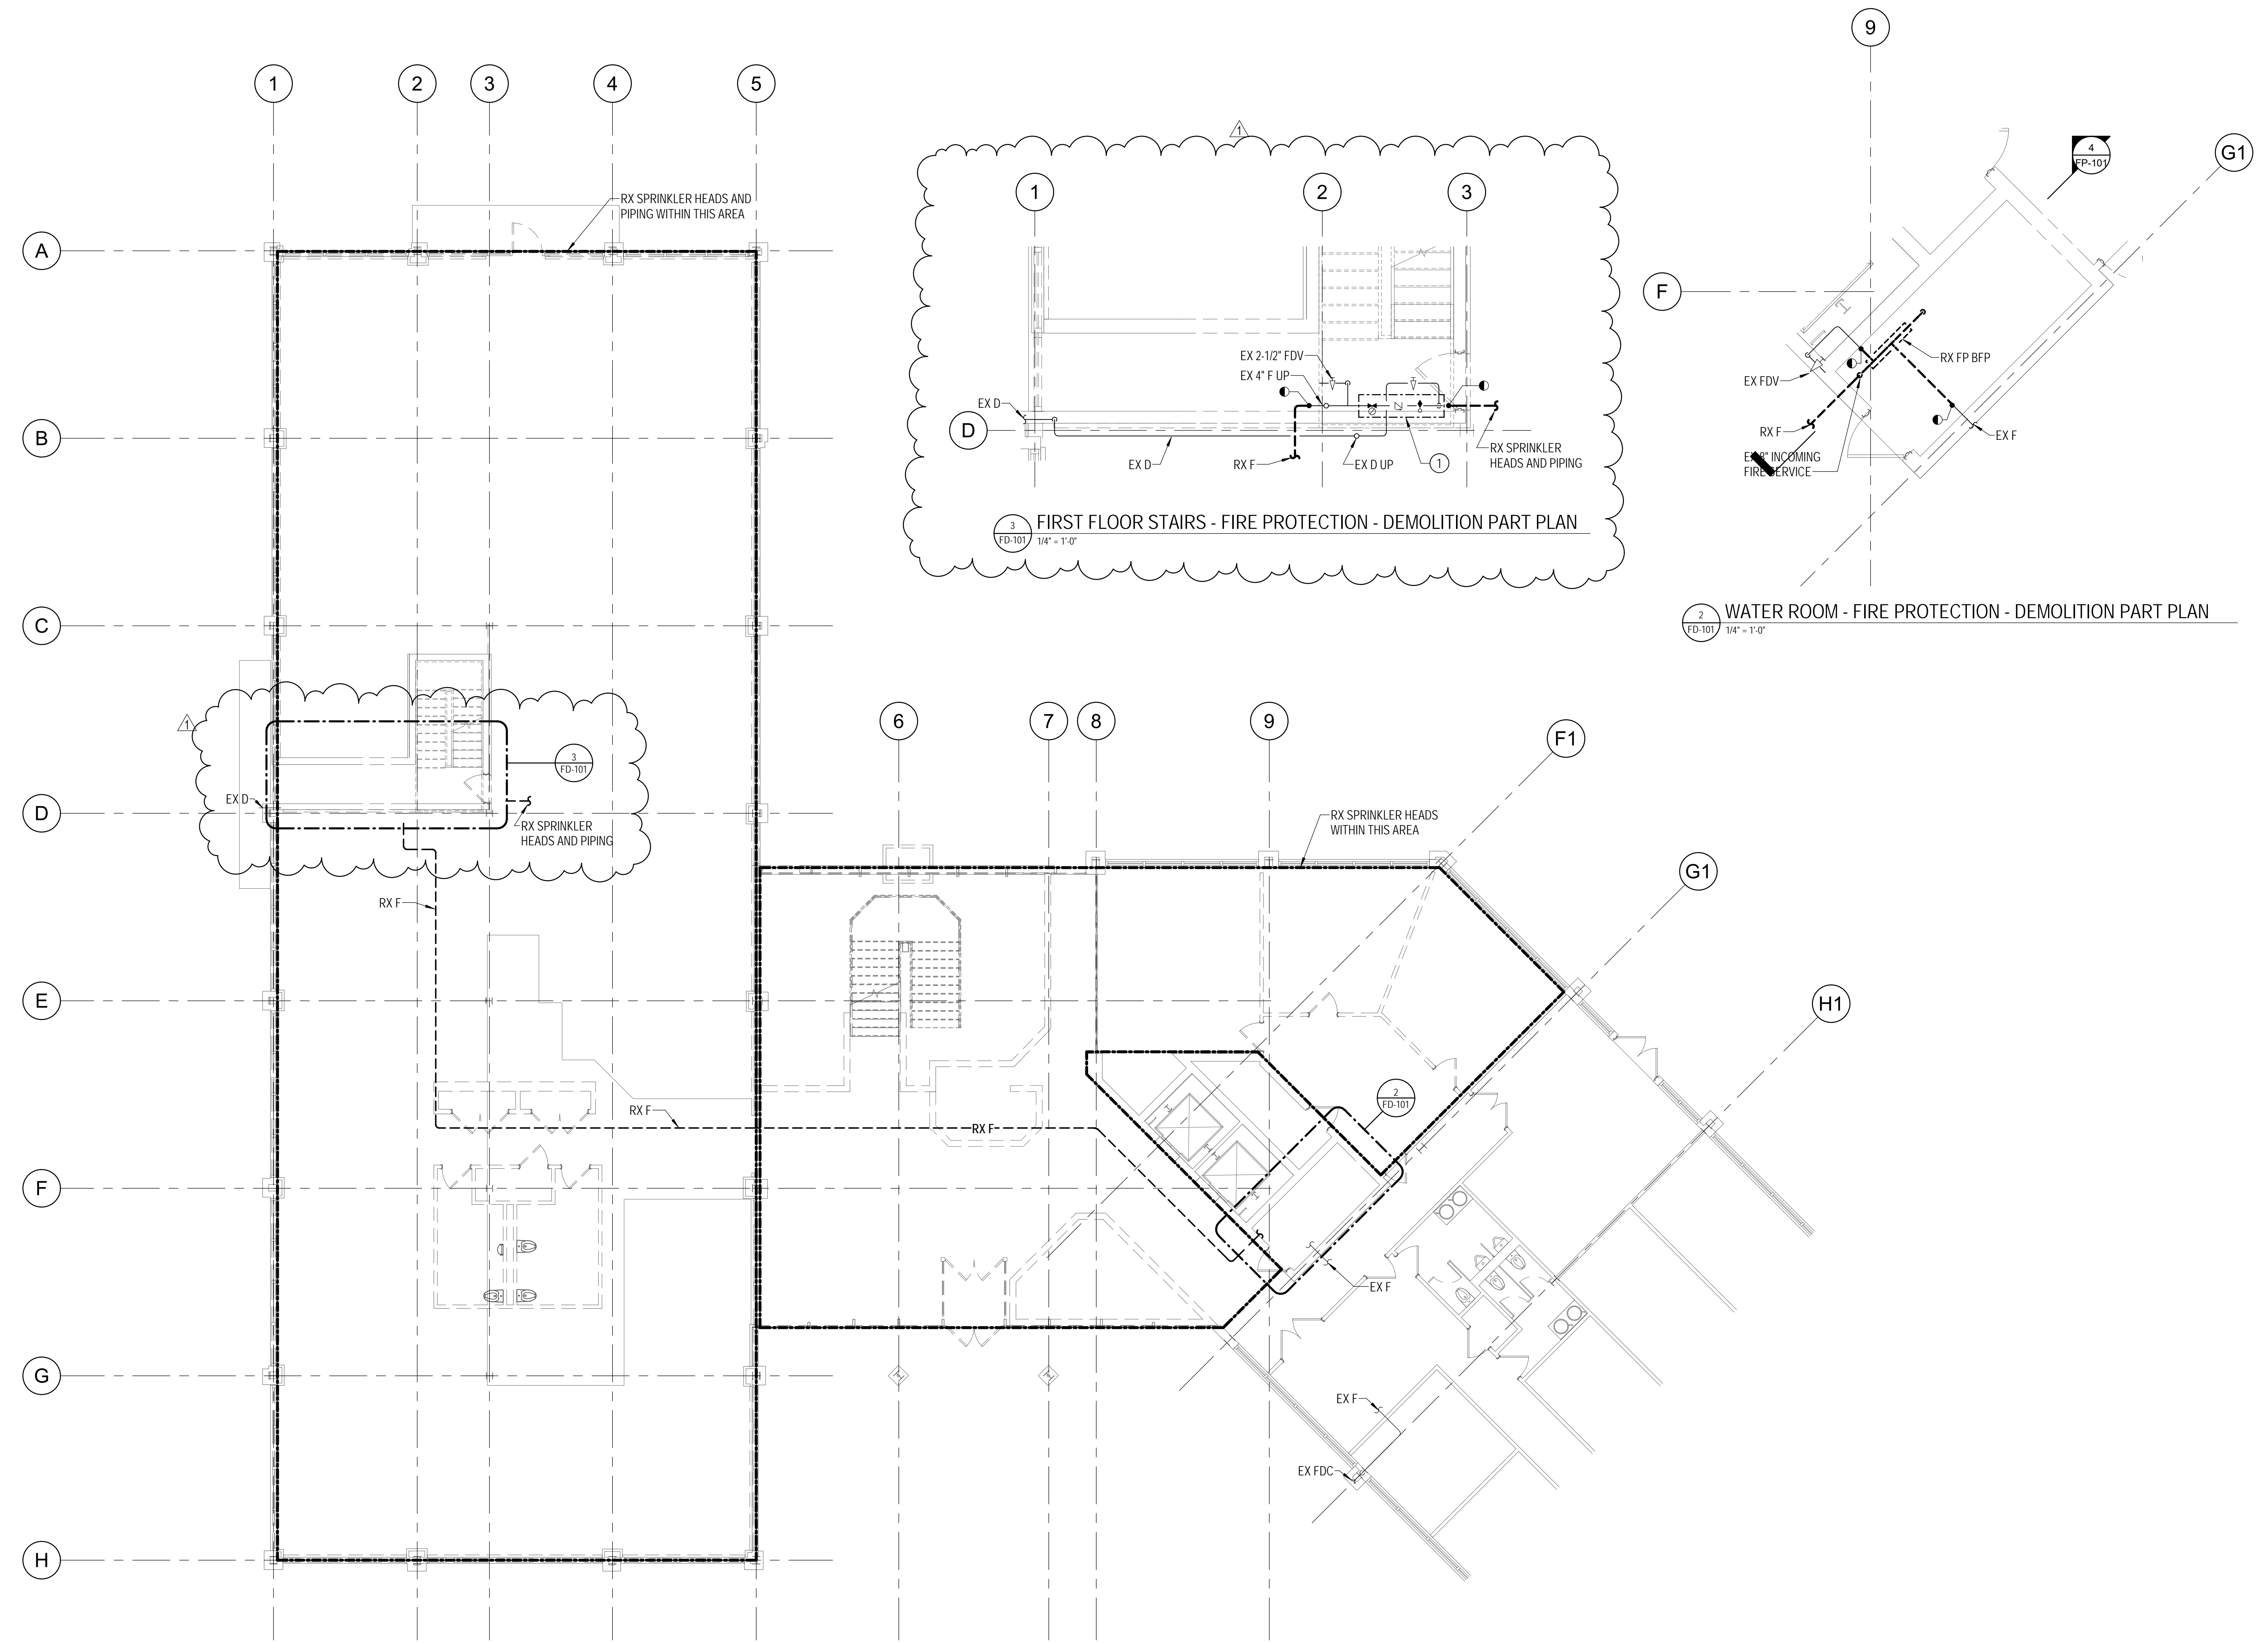 9
1
2
3
4
5
1
4
FP-101
G1
RX SPRINKLER HEADS AND
PIPING WITHIN THIS AREA
1
2
3
A
F
EX 2-1/2" FDV
EX 4" F UP
RX FP BFP
EX FDV
EX D
B
D
RX F
EX F
EX D
RX F
EX D UP
1
RX SPRINKLER
HEADS AND PIPING
INCOMING
FIRE SERVICE
3
FD-101
FIRST FLOOR STAIRS - FIRE PROTECTION - DEMOLITION PART PLAN
1/4" = 1'-0"
2
FD-101
WATER ROOM - FIRE PROTECTION - DEMOLITION PART PLAN
1/4" = 1'-0"
C
1
6
7
8
9
F1
3
FD-101
EX D
D
RX SPRINKLER
HEADS AND PIPING
RX SPRINKLER HEADS
WITHIN THIS AREA
G1
RX F
E
H1
2
FD-101
RX F
RX F
F
EX F
G
EX F
EX FDC
H